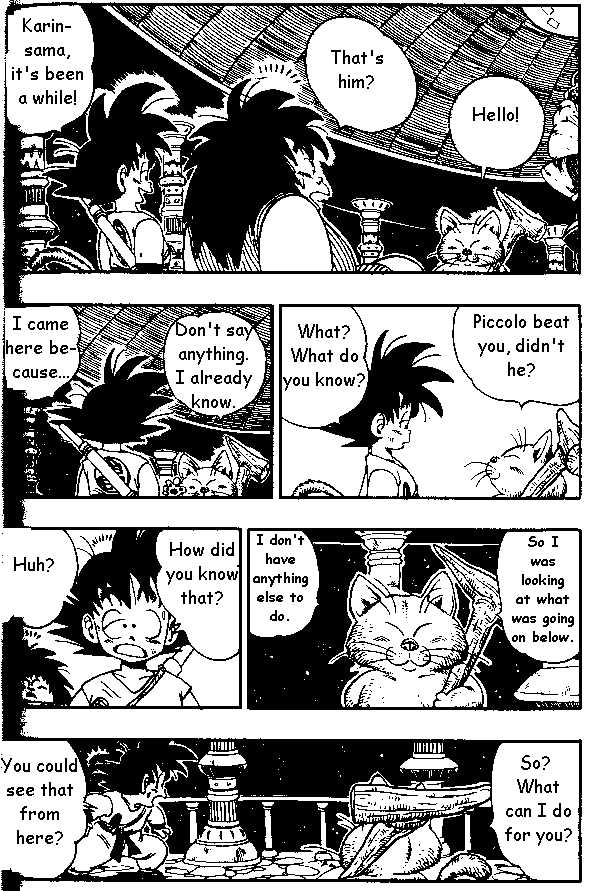 Karin-
sama,
it's been
a while!
That's
him?
Hello!
I came
here be-
cause...
Don't say
anything.
I already
know.
What?
What do
you know?
Piccolo beat
you, didn't
he?
Huh?
How did
you know
that?
I don't
have
anything
else to
do.
So I
was
looking
at what
was going
on below.
You could
see that
from
here?
So?
What
can I do
for you?